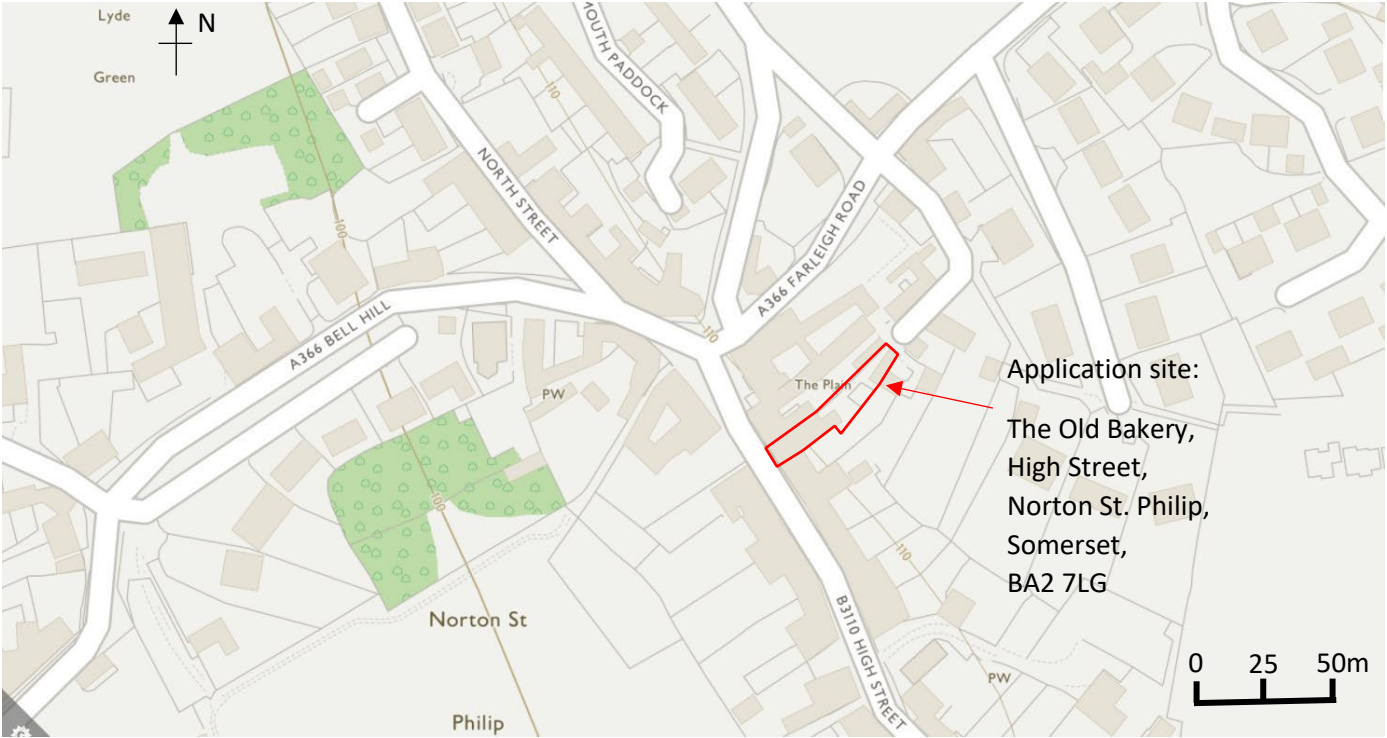 Lyde
Green
N
MOUTH PADDOCK
110
NORTH STREET
100
A366 FARLEIGH ROAD
A366 BELL HILL
110
The Plain
PW
Application site:
The Old Bakery,
High Street,
Norton St. Philip,
Somerset,
BA2 7LG
100
110
Norton St
Philip
B3110 HIGH STREET
PW
0 25 50m